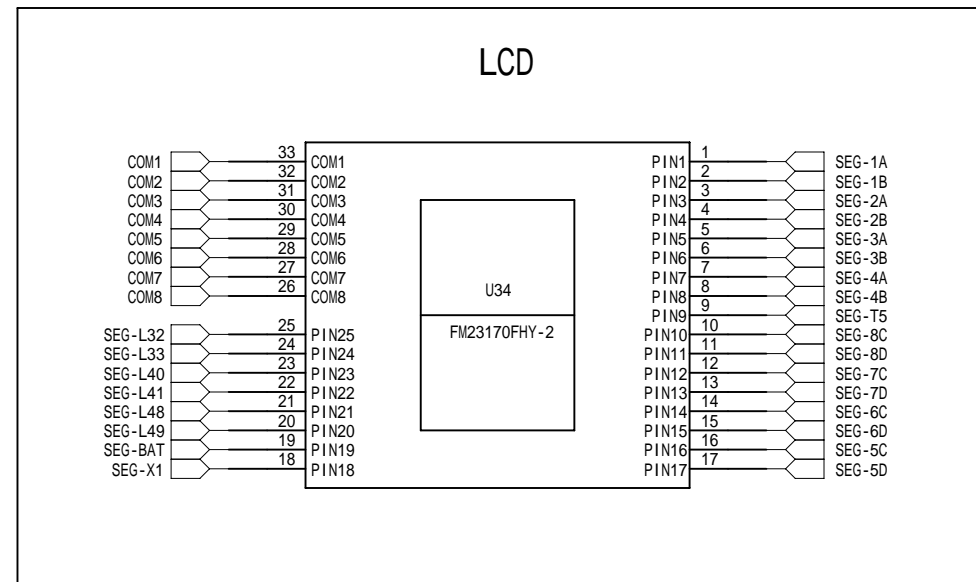 LCD
COM1 33 COM1 PIN1 1 SEG-1A
COM2 32 COM2 PIN2 2 SEG-1B
COM3 31 COM3 PIN3 3 SEG-2A
COM4 30 COM4 PIN4 4 SEG-2B
COM5 29 COM5 PIN5 5 SEG-3A
COM6 28 COM6 PIN6 6 SEG-3B
COM7 27 COM7 PIN7 7 SEG-4A
COM8 26 COM8 U34 PIN8 8 SEG-4B
PIN9 9 SEG-T5
SEG-L32 25 PIN25 FM23170FHY-2 PIN10 10 SEG-8C
SEG-L33 24 PIN24 PIN11 11 SEG-8D
SEG-L40 23 PIN23 PIN12 12 SEG-7C
SEG-L41 22 PIN22 PIN13 13 SEG-7D
SEG-L48 21 PIN21 PIN14 14 SEG-6C
SEG-L49 20 PIN20 PIN15 15 SEG-6D
SEG-BAT 19 PIN19 PIN16 16 SEG-5C
SEG-X1 18 PIN18 PIN17 17 SEG-5D